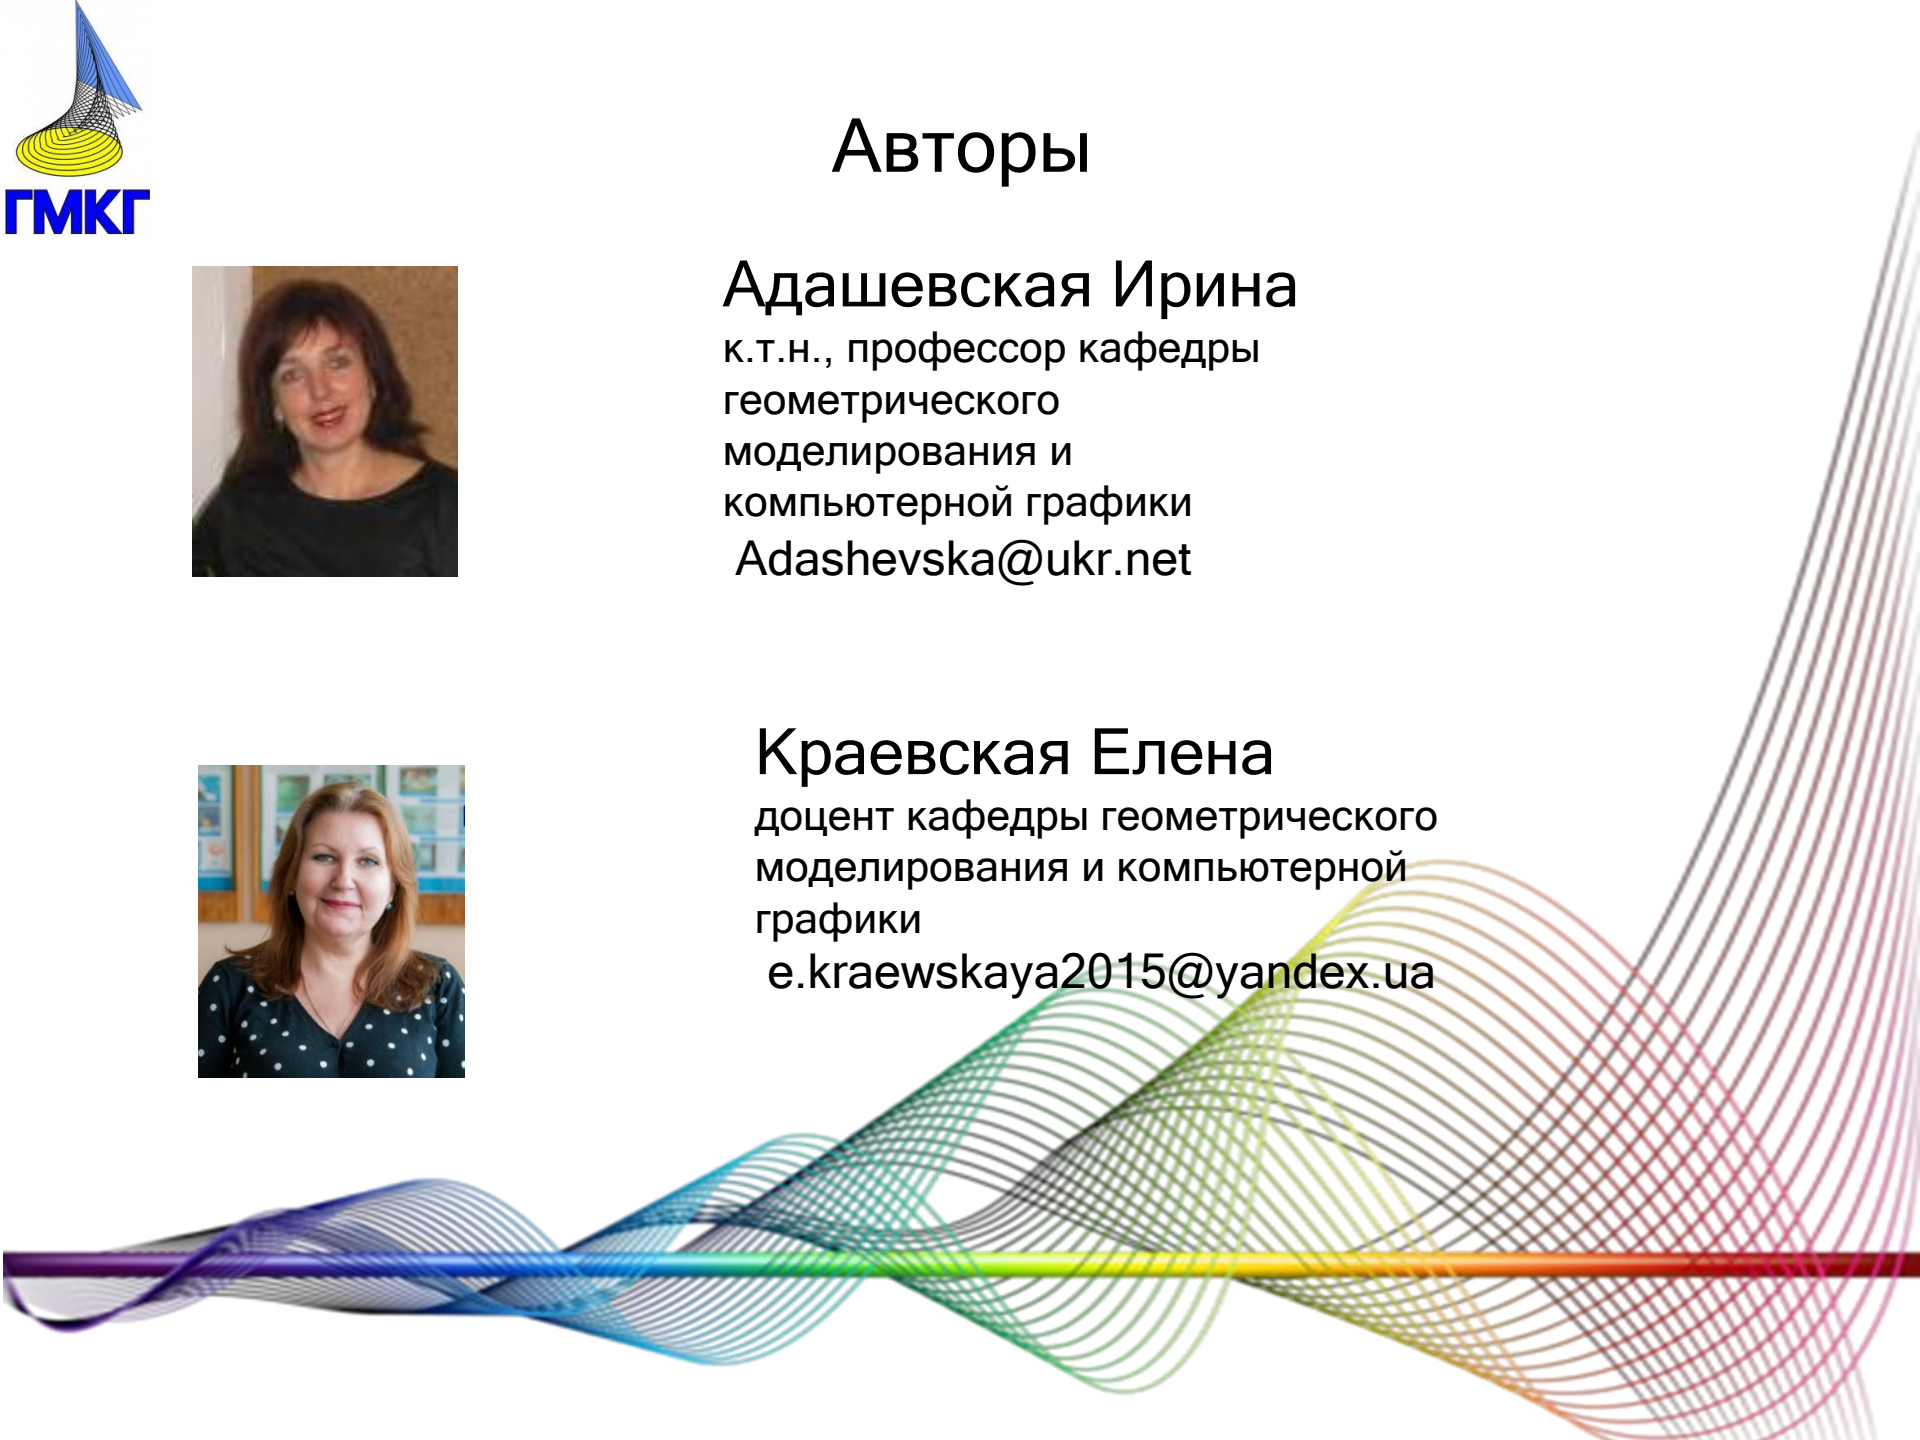 ГМКГ
Авторы
Адашевская Ирина
к.т.н., профессор кафедры
геометрического
моделирования и
компьютерной графики
Adashevska@ukr.net
Краевская Елена
доцент кафедры геометрического
моделирования и компьютерной
графики
e.kraewskaya2015@yandex.ua